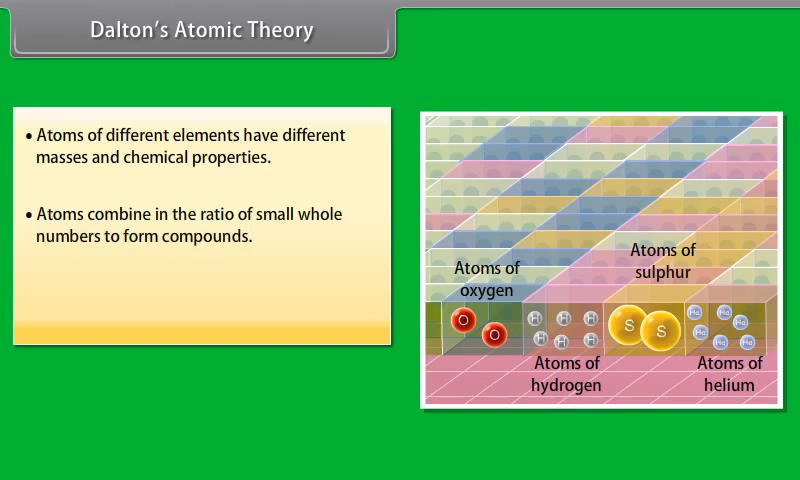 Dalton's Atomic Theory
• Atoms of different elements have different
masses and chemical properties.
• Atoms combine in the ratio of small whole
numbers to form compounds.
Atoms of
oxygen
Atoms of
sulphur
O
O
H H H
H H H
S
S
He He He
He He He
Atoms of
hydrogen
Atoms of
helium